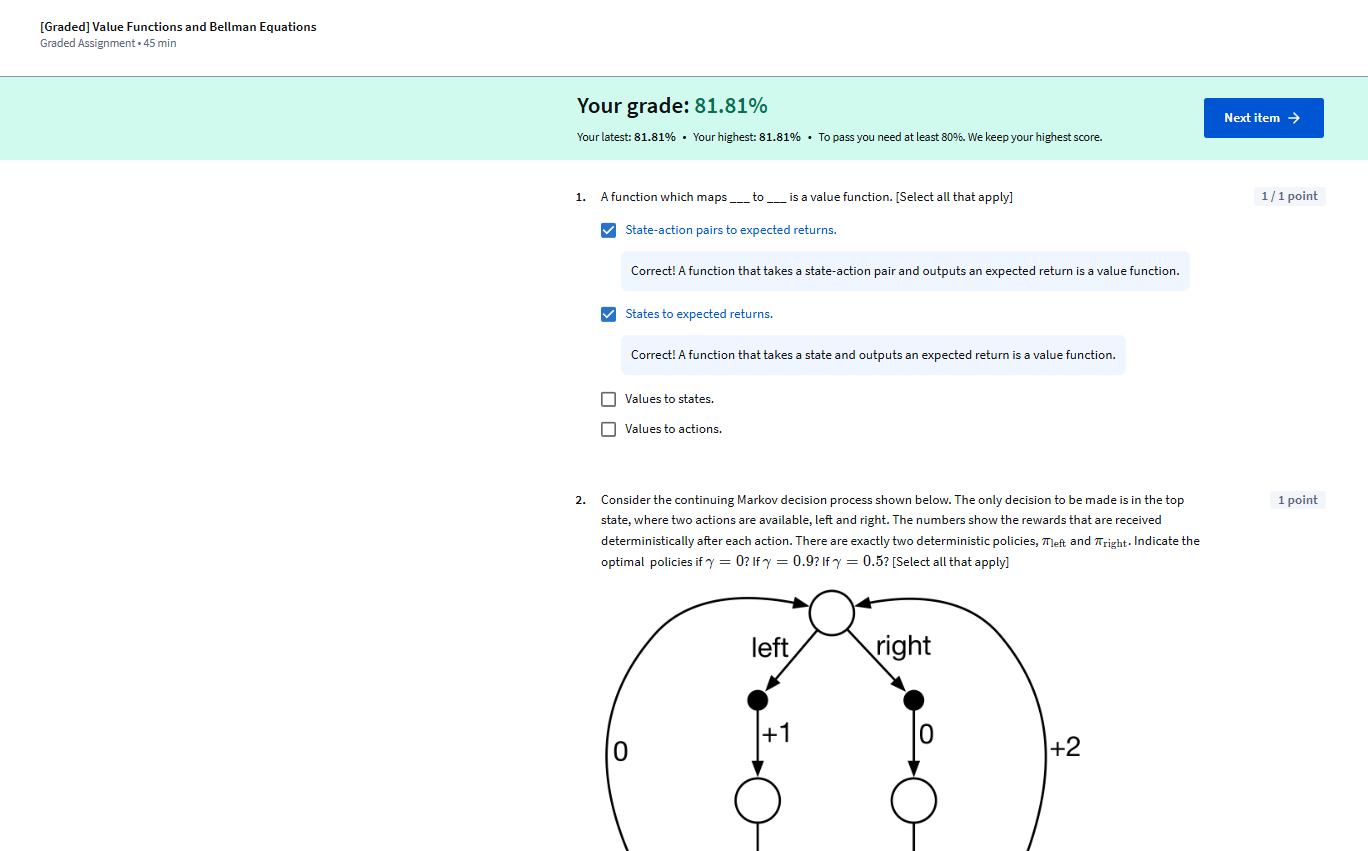 [Graded] Value Functions and Bellman Equations
Graded Assignment • 45 min
Your grade: 81.81%
Your latest: 81.81% • Your highest: 81.81% • To pass you need at least 80%. We keep your highest score.
Next item →
1. A function which maps ___ to ___ is a value function. [Select all that apply]
1 / 1 point
State-action pairs to expected returns.
Correct! A function that takes a state-action pair and outputs an expected return is a value function.
States to expected returns.
Correct! A function that takes a state and outputs an expected return is a value function.
Values to states.
Values to actions.
2. Consider the continuing Markov decision process shown below. The only decision to be made is in the top
1 point
state, where two actions are available, left and right. The numbers show the rewards that are received
deterministically after each action. There are exactly two deterministic policies, πleft and πright. Indicate the
optimal policies if γ = 0? If γ = 0.9? If γ = 0.5? [Select all that apply]
left
right
+1
0
0
+2